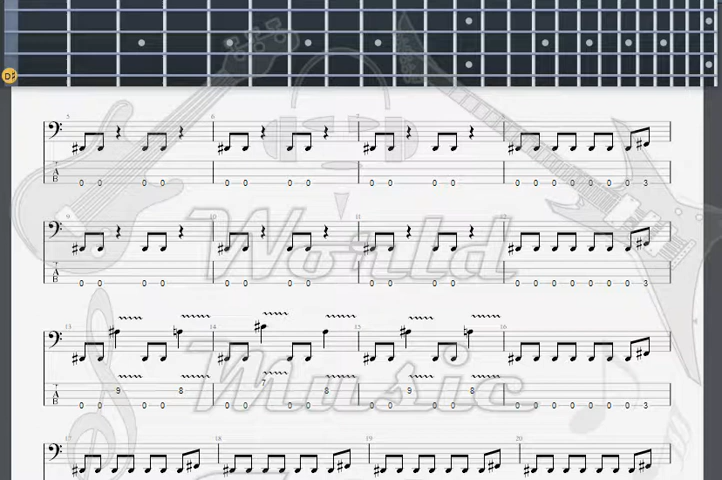 D♯
5 6 7
T A B 0 0 0 0 0 0 0 0 0 0 0 0 0 0 0 0 0 0 0 3
9 10 11 12
T A B 0 0 0 0 0 0 0 0 0 0 0 0 0 0 0 0 0 0 0 3
World
13 14 15 16
T A B 0 0 9 0 0 8 0 0 7 0 0 8 0 0 9 0 0 8 0 0 0 0 0 0 0 3
Music
17 18 19 20